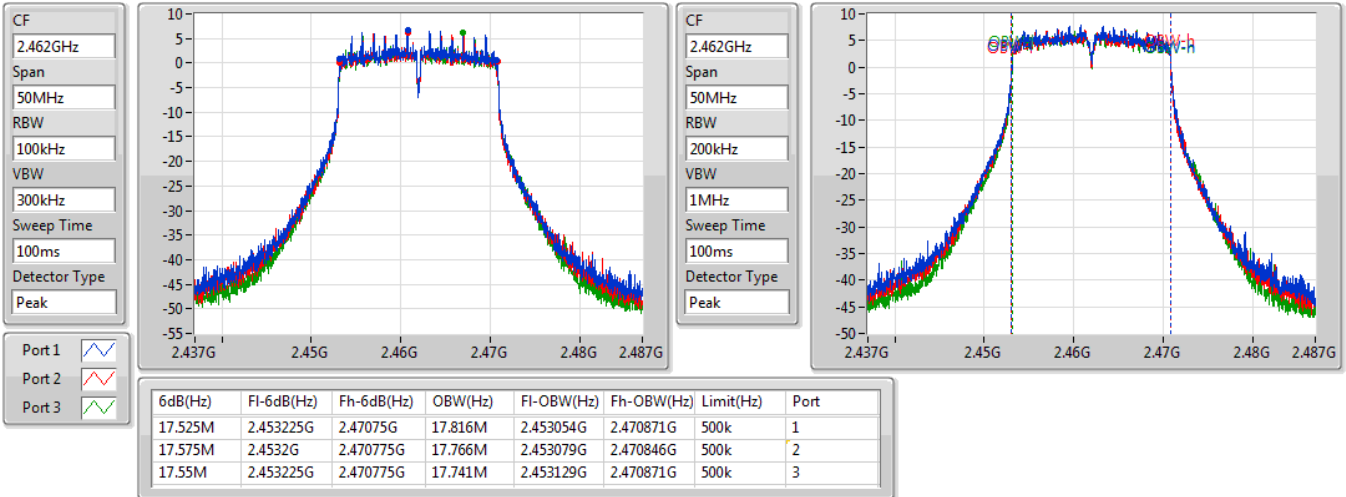 CF
2.462GHz
Span
50MHz
RBW
100kHz
VBW
300kHz
Sweep Time
100ms
Detector Type
Peak
10
5
0
-5
-10
-15
-20
-25
-30
-35
-40
-45
-50
-55
2.437G 2.45G 2.46G 2.47G 2.48G 2.487G
CF
2.462GHz
Span
50MHz
RBW
200kHz
VBW
1MHz
Sweep Time
100ms
Detector Type
Peak
10
5
0
-5
-10
-15
-20
-25
-30
-35
-40
-45
-50
2.437G 2.45G 2.46G 2.47G 2.48G 2.487G
Port 1
Port 2
Port 3
6dB(Hz) Fl-6dB(Hz) Fh-6dB(Hz) OBW(Hz) Fl-OBW(Hz) Fh-OBW(Hz) Limit(Hz) Port
17.525M 2.453225G 2.47075G 17.816M 2.453054G 2.470871G 500k 1
17.575M 2.4532G 2.470775G 17.766M 2.453079G 2.470846G 500k 2
17.55M 2.453225G 2.470775G 17.741M 2.453129G 2.470871G 500k 3